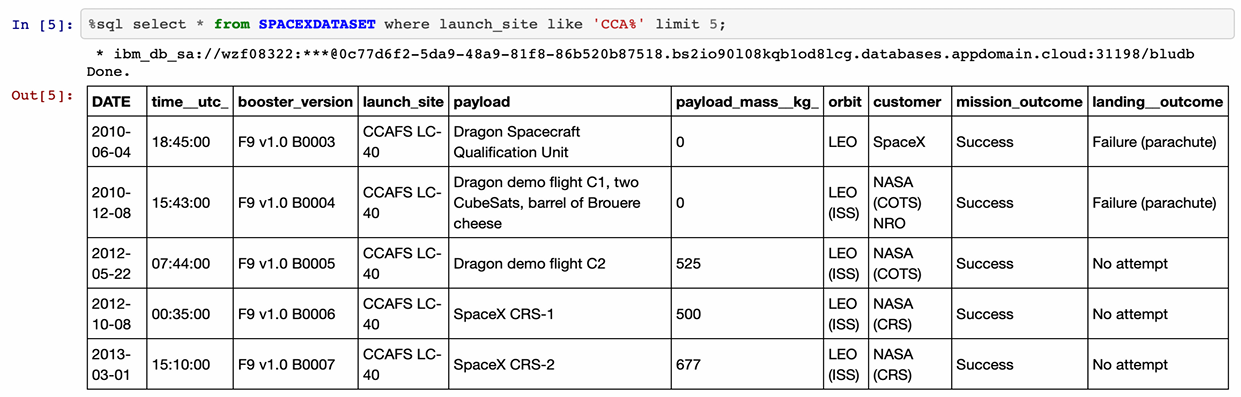 In [5]: %sql select * from SPACEXDATASET where launch_site like 'CCA%' limit 5;
* ibm_db_sa://wzf08322:***@0c77d6f2-5da9-48a9-81f8-86b520b87518.bs2io90l08kqb1od8lcg.databases.appdomain.cloud:31198/bludb
Done.
Out[5]:
DATE time__utc_ booster_version launch_site payload payload_mass__kg_ orbit customer mission_outcome landing__outcome
2010-06-04 18:45:00 F9 v1.0 B0003 CCAFS LC-40 Dragon Spacecraft Qualification Unit 0 LEO SpaceX Success Failure (parachute)
2010-12-08 15:43:00 F9 v1.0 B0004 CCAFS LC-40 Dragon demo flight C1, two CubeSats, barrel of Brouere cheese 0 LEO (ISS) NASA (COTS) NRO Success Failure (parachute)
2012-05-22 07:44:00 F9 v1.0 B0005 CCAFS LC-40 Dragon demo flight C2 525 LEO (ISS) NASA (COTS) Success No attempt
2012-10-08 00:35:00 F9 v1.0 B0006 CCAFS LC-40 SpaceX CRS-1 500 LEO (ISS) NASA (CRS) Success No attempt
2013-03-01 15:10:00 F9 v1.0 B0007 CCAFS LC-40 SpaceX CRS-2 677 LEO (ISS) NASA (CRS) Success No attempt